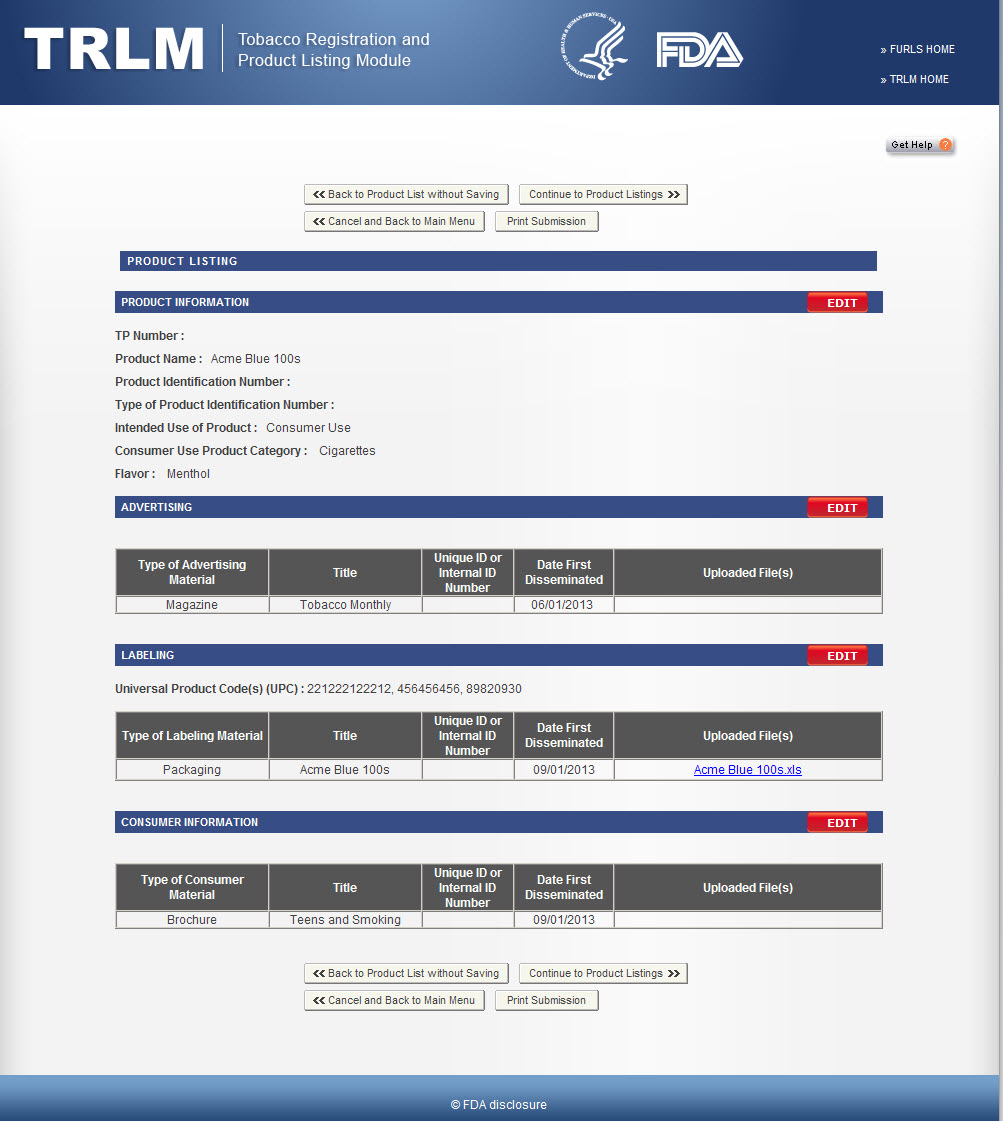 TRLM
Tobacco Registration and
Product Listing Module
DEPARTMENT OF HEALTH & HUMAN SERVICES · USA
FDA
» FURLS HOME
» TRLM HOME
Get Help ?
<< Back to Product List without Saving
Continue to Product Listings >>
<< Cancel and Back to Main Menu
Print Submission
PRODUCT LISTING
PRODUCT INFORMATION
EDIT
TP Number :
Product Name : Acme Blue 100s
Product Identification Number :
Type of Product Identification Number :
Intended Use of Product : Consumer Use
Consumer Use Product Category : Cigarettes
Flavor : Menthol
ADVERTISING
EDIT
Type of Advertising Material
Title
Unique ID or Internal ID Number
Date First Disseminated
Uploaded File(s)
Magazine
Tobacco Monthly
06/01/2013
LABELING
EDIT
Universal Product Code(s) (UPC) : 221222122212, 456456456, 89820930
Type of Labeling Material
Title
Unique ID or Internal ID Number
Date First Disseminated
Uploaded File(s)
Packaging
Acme Blue 100s
09/01/2013
Acme Blue 100s.xls
CONSUMER INFORMATION
EDIT
Type of Consumer Material
Title
Unique ID or Internal ID Number
Date First Disseminated
Uploaded File(s)
Brochure
Teens and Smoking
09/01/2013
<< Back to Product List without Saving
Continue to Product Listings >>
<< Cancel and Back to Main Menu
Print Submission
© FDA disclosure